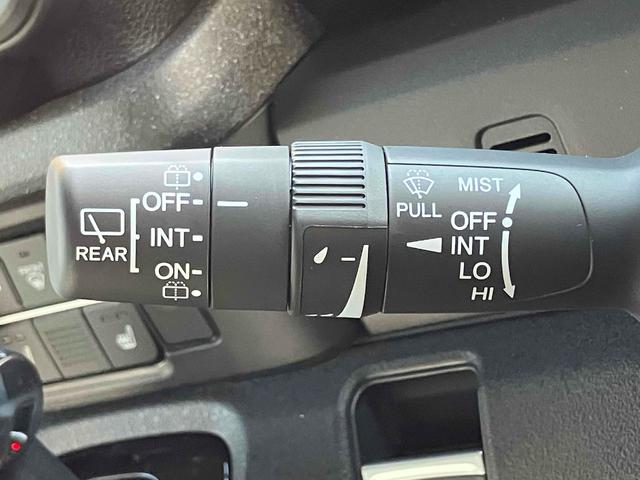 OFF
INT
REAR
ON
PULL
MIST
OFF
INT
LO
HI